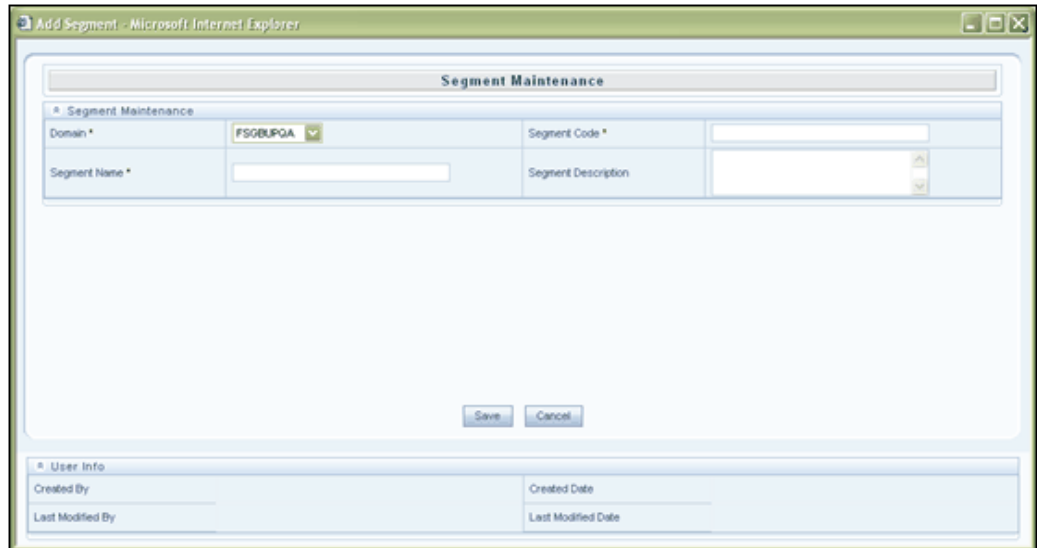 Add Segment - Microsoft Internet Explorer
Segment Maintenance
Segment Maintenance
Domain * FSGBUPQA Segment Code *
Segment Name * Segment Description
Save Cancel
User Info
Created By Created Date
Last Modified By Last Modified Date